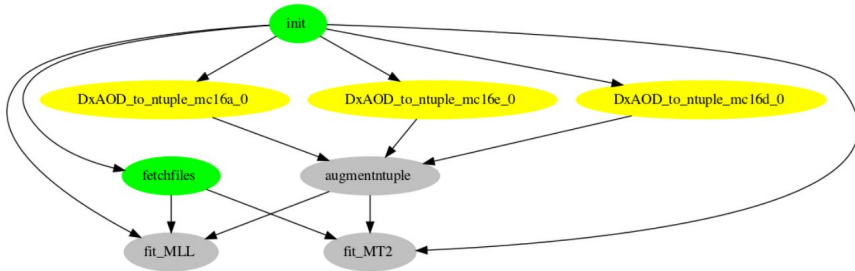 init
DxAOD_to_ntuple_mc16a_0
DxAOD_to_ntuple_mc16e_0
DxAOD_to_ntuple_mc16d_0
fetchfiles
augmentntuple
fit_MLL
fit_MT2